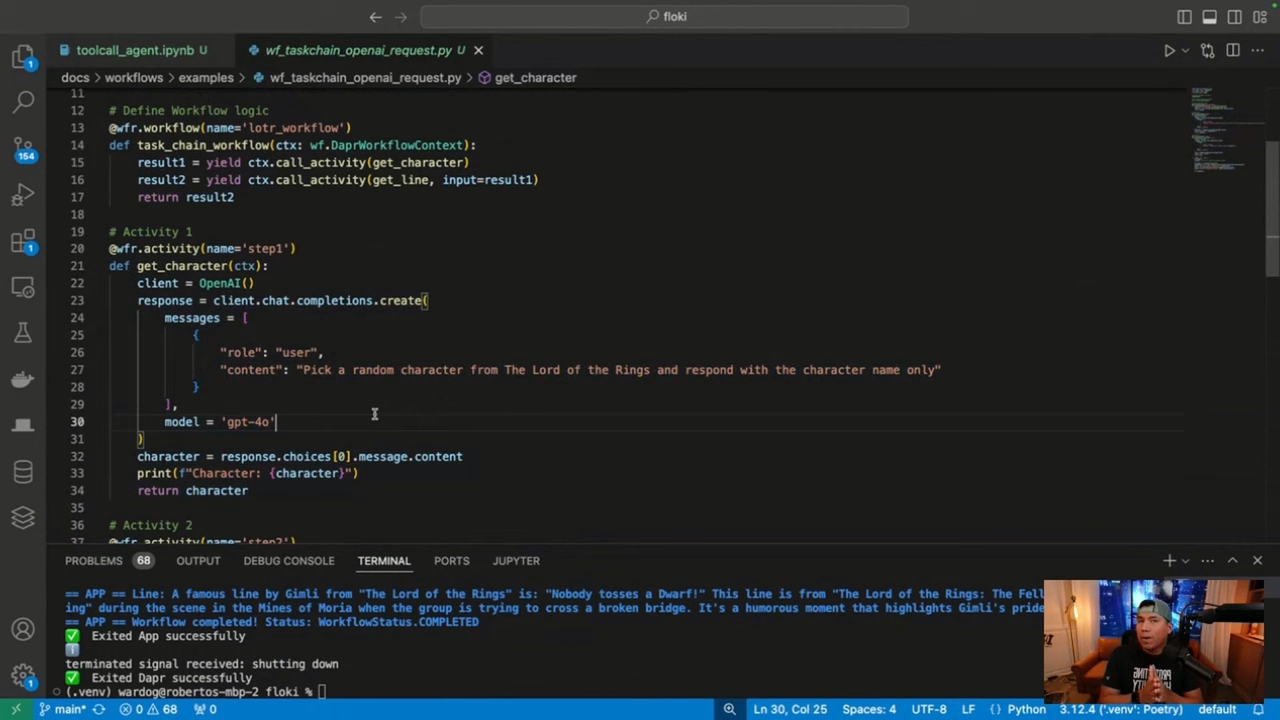 floki
toolcall_agent.ipynb U
wf_taskchain_openai_request.py U
docs > workflows > examples > wf_taskchain_openai_request.py > get_character
11
12 # Define Workflow logic
13 @wfr.workflow(name='lotr_workflow')
14 def task_chain_workflow(ctx: wf.DaprWorkflowContext):
15 result1 = yield ctx.call_activity(get_character)
16 result2 = yield ctx.call_activity(get_line, input=result1)
17 return result2
18
19 # Activity 1
20 @wfr.activity(name='step1')
21 def get_character(ctx):
22 client = OpenAI()
23 response = client.chat.completions.create(
24 messages = [
25 {
26 "role": "user",
27 "content": "Pick a random character from The Lord of the Rings and respond with the character name only"
28 }
29 ],
30 model = 'gpt-4o'
31 )
32 character = response.choices[0].message.content
33 print(f"Character: {character}")
34 return character
35
36 # Activity 2
37 @wfr.activity(name='step2')
1
154
1
1
PROBLEMS 68 OUTPUT DEBUG CONSOLE TERMINAL PORTS JUPYTER
== APP == Line: A famous line by Gimli from "The Lord of the Rings" is: "Nobody tosses a Dwarf!" This line is from "The Lord of the Rings: The Fell
ing" during the scene in the Mines of Moria when the group is trying to cross a broken bridge. It's a humorous moment that highlights Gimli's pride
== APP == Workflow completed! Status: WorkflowStatus.COMPLETED
✅ Exited App successfully
ℹ️
terminated signal received: shutting down
✅ Exited Dapr successfully
(.venv) wardog@robertos-mbp-2 floki %
main* 0 68 0 Ln 30, Col 25 Spaces: 4 UTF-8 LF {} Python 3.12.4 ('.venv': Poetry) default